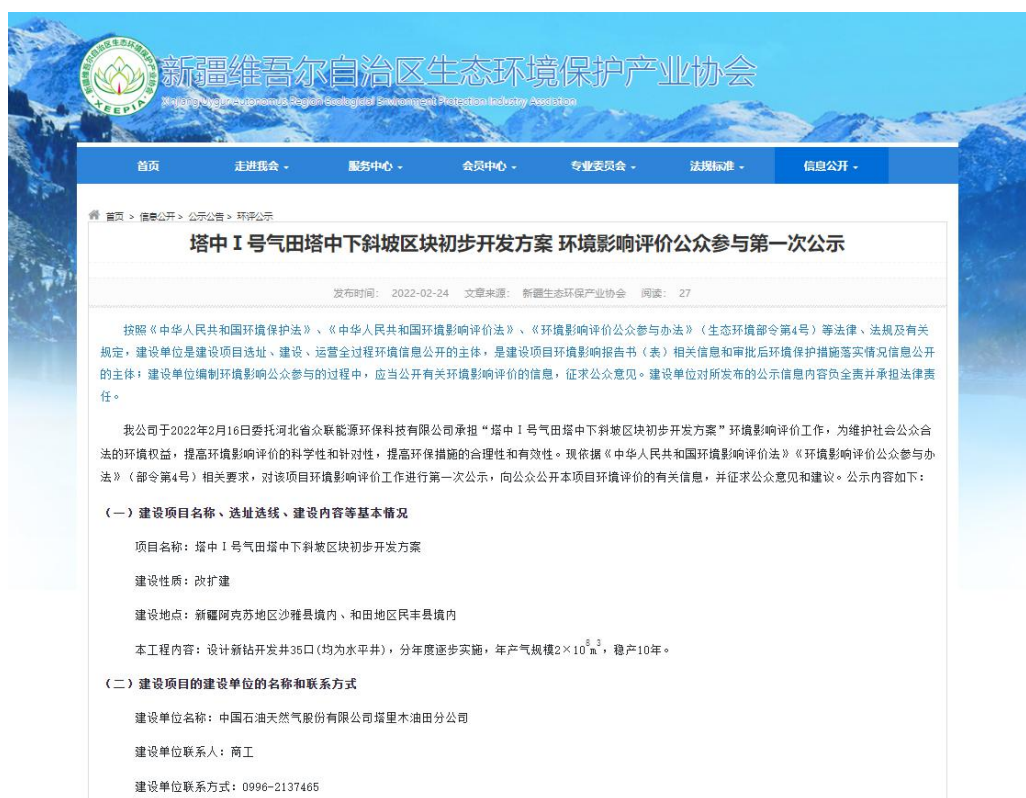 新疆维吾尔自治区生态环境保护产业协会
Xinjiang Uygur Autonomous Region Ecological Environment Protection Industry Association
XEEPIA
首页 走进我会 服务中心 会员中心 专业委员会 法规标准 信息公开
首页 > 信息公开 > 公示公告 > 环评公示
塔中Ⅰ号气田塔中下斜坡区块初步开发方案 环境影响评价公众参与第一次公示
发布时间: 2022-02-24 文章来源: 新疆生态环保产业协会 阅读: 27
按照《中华人民共和国环境保护法》、《中华人民共和国环境影响评价法》、《环境影响评价公众参与办法》(生态环境部令第4号)等法律、法规及有关
规定,建设单位是建设项目选址、建设、运营全过程环境信息公开的主体,是建设项目环境影响报告书(表)相关信息和审批后环境保护措施落实情况信息公开
的主体;建设单位编制环境影响公众参与的过程中,应当公开有关环境影响评价的信息,征求公众意见。建设单位对所发布的公示信息内容负全责并承担法律责
任。
我公司于2022年2月16日委托河北省众联能源环保科技有限公司承担“塔中Ⅰ号气田塔中下斜坡区块初步开发方案”环境影响评价工作,为维护社会公众合
法的环境权益,提高环境影响评价的科学性和针对性,提高环保措施的合理性和有效性。现依据《中华人民共和国环境影响评价法》《环境影响评价公众参与办
法》(部令第4号)相关要求,对该项目环境影响评价工作进行第一次公示,向公众公开本项目环境评价的有关信息,并征求公众意见和建议。公示内容如下:
(一)建设项目名称、选址选线、建设内容等基本情况
项目名称:塔中Ⅰ号气田塔中下斜坡区块初步开发方案
建设性质:改扩建
建设地点:新疆阿克苏地区沙雅县境内、和田地区民丰县境内
本工程内容:设计新钻开发井35口(均为水平井),分年度逐步实施,年产气规模2×10⁸m³,稳产10年。
(二)建设项目的建设单位的名称和联系方式
建设单位名称:中国石油天然气股份有限公司塔里木油田分公司
建设单位联系人:商工
建设单位联系方式:0996-2137465